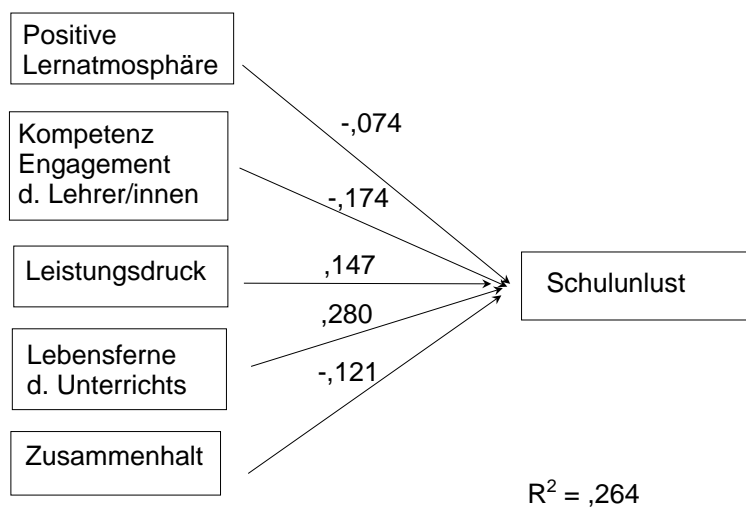 Positive
Lernatmosphäre
-,074
Kompetenz
Engagement
d. Lehrer/innen
-,174
Leistungsdruck
,147
Schulunlust
,280
Lebensferne
d. Unterrichts
-,121
Zusammenhalt
R² = ,264